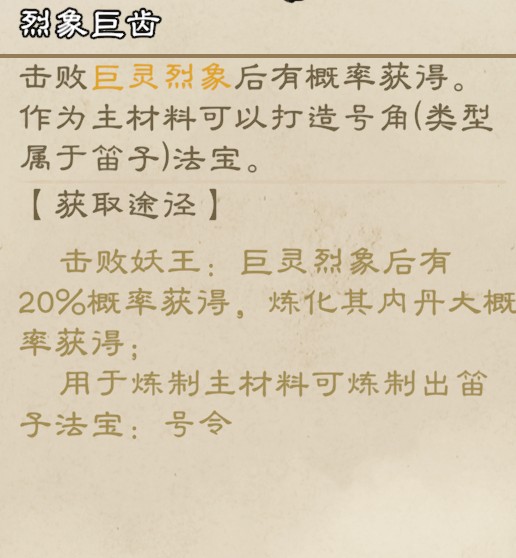 烈象巨齿
击败巨灵烈象后有概率获得。
作为主材料可以打造号角(类型
属于笛子)法宝。
【获取途径】
击败妖王：巨灵烈象后有
20%概率获得，炼化其内丹大概
率获得；
用于炼制主材料可炼制出笛
子法宝：号令